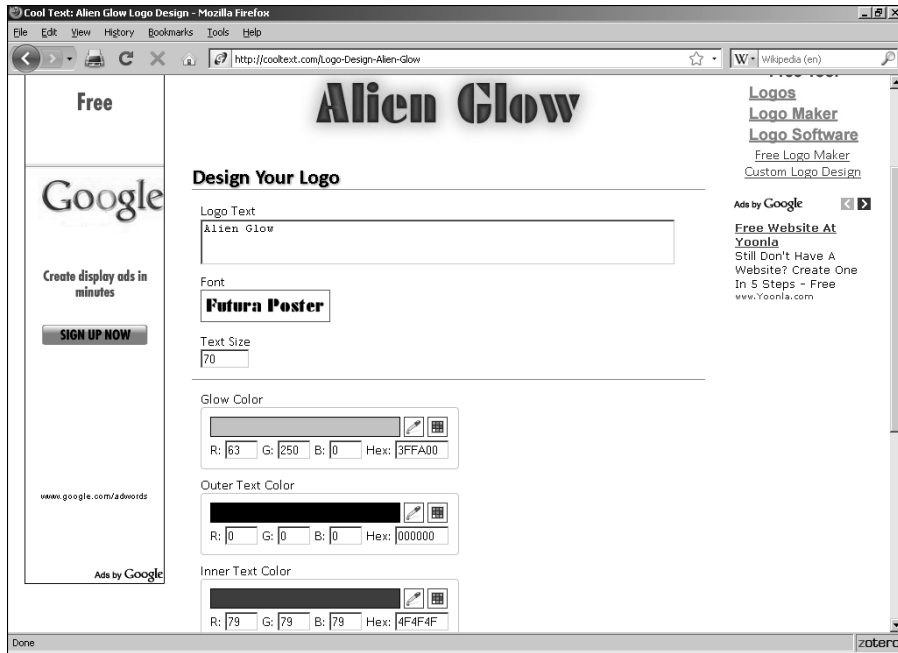 Cool Text: Alien Glow Logo Design - Mozilla Firefox
File Edit View History Bookmarks Tools Help
http://cooltext.com/Logo-Design-Alien-Glow
W Wikipedia (en)
Free
Google
Create display ads in
minutes
SIGN UP NOW
www.google.com/adwords
Ads by Google
Alien Glow
Design Your Logo
Logo Text
Alien Glow
Font
Futura Poster
Text Size
70
Glow Color
R: 63 G: 250 B: 0 Hex: 3FFA00
Outer Text Color
R: 0 G: 0 B: 0 Hex: 000000
Inner Text Color
R: 79 G: 79 B: 79 Hex: 4F4F4F
Logos
Logo Maker
Logo Software
Free Logo Maker
Custom Logo Design
Ads by Google
Free Website At
Yoonla
Still Don't Have A
Website? Create One
In 5 Steps - Free
www.Yoonla.com
Done
zotero